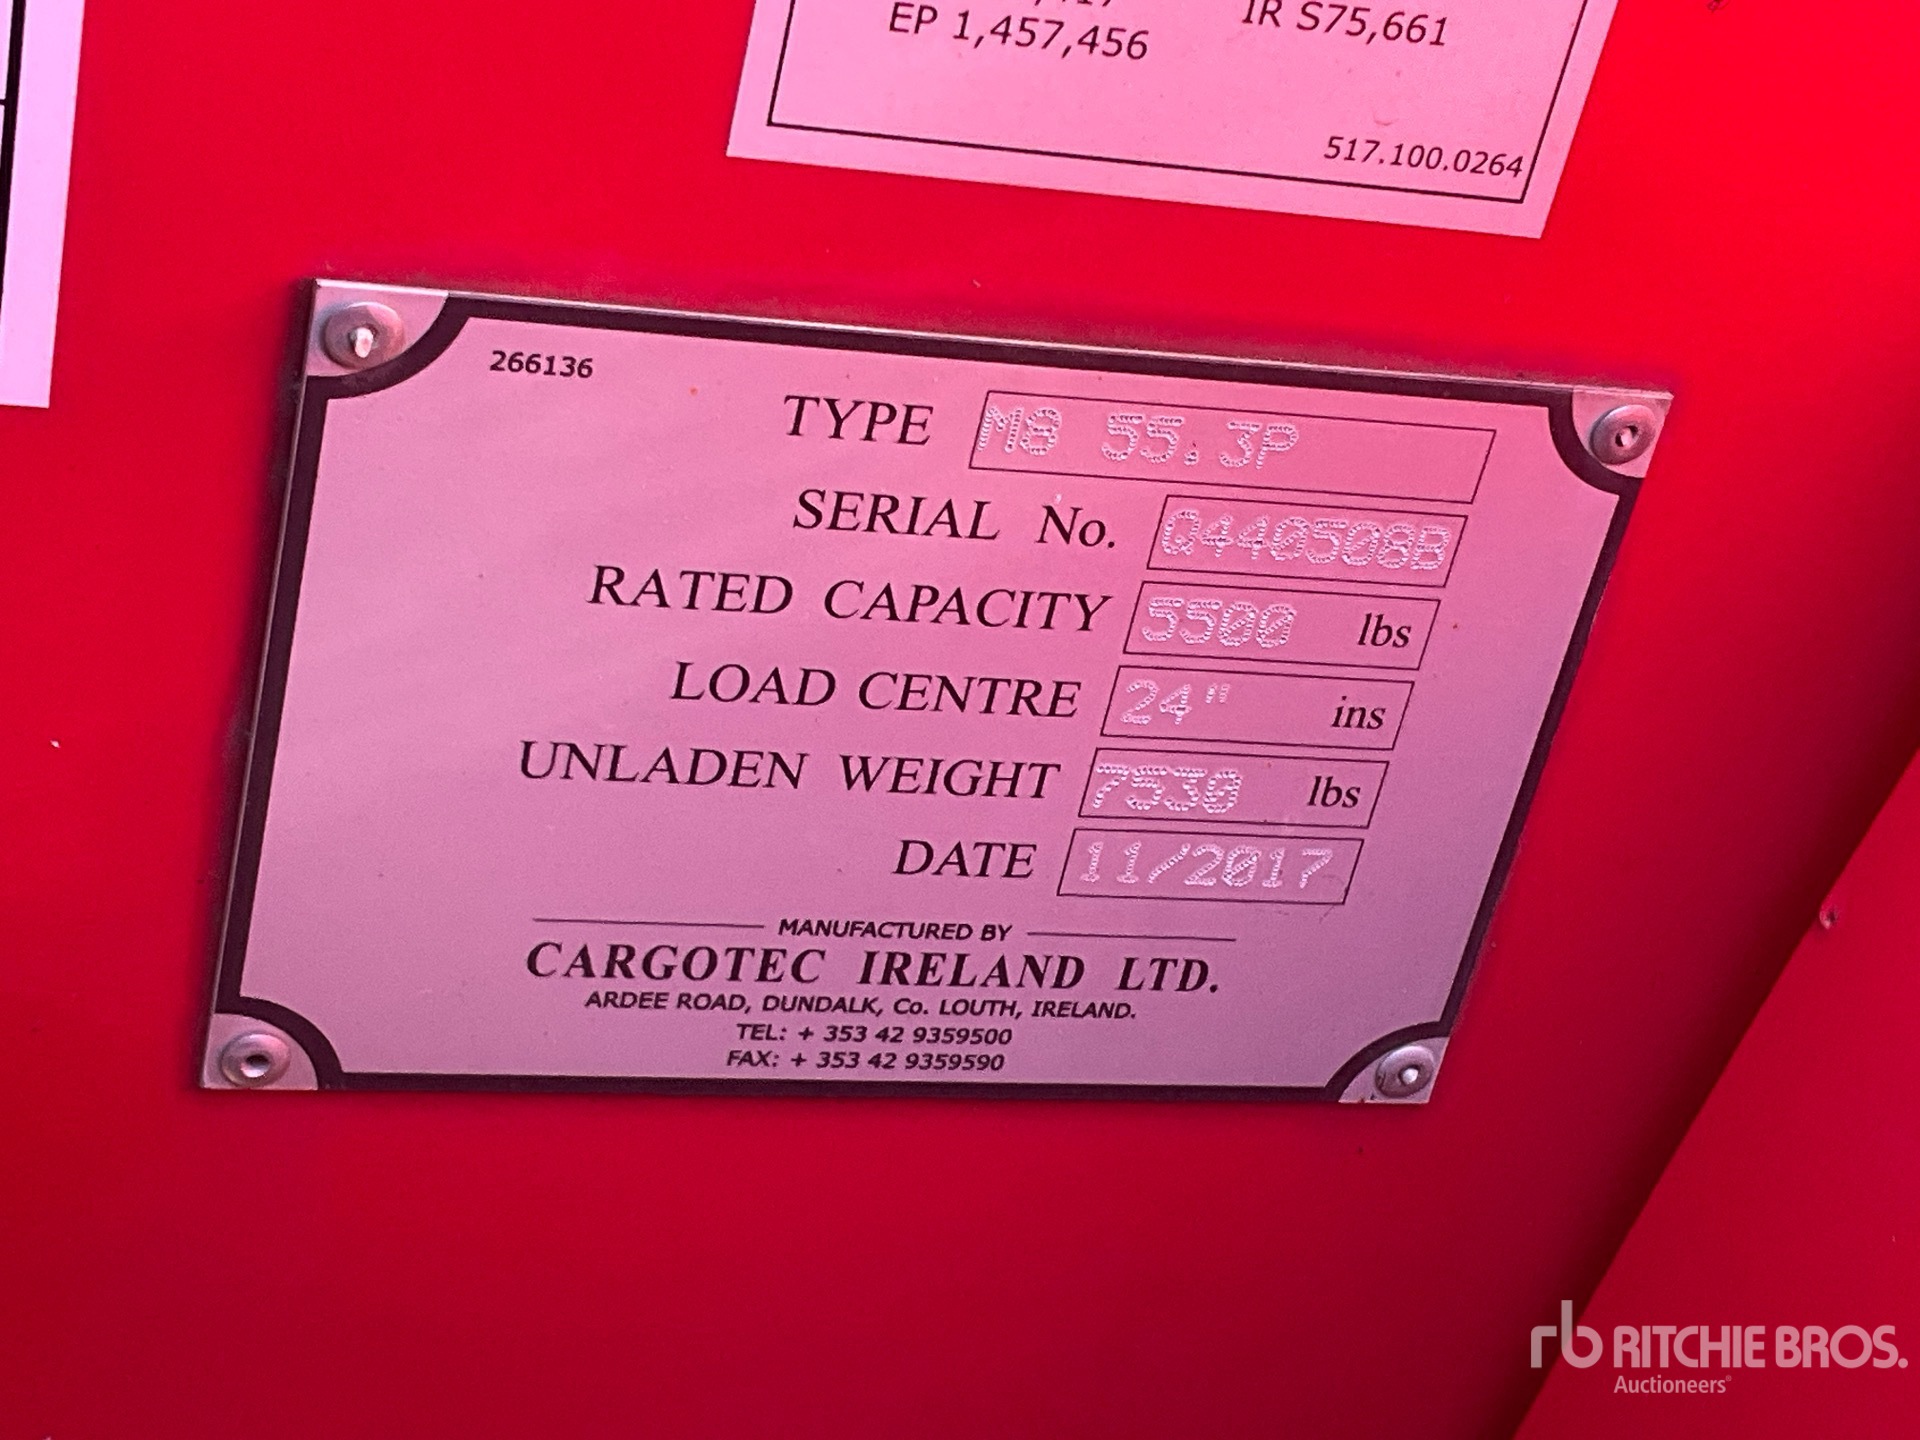 EP 1,457,456
IR S75,661
517.100.0264
266136
TYPE M8 55.3P
SERIAL No. Q440508B
RATED CAPACITY 5500 lbs
LOAD CENTRE 24" ins
UNLADEN WEIGHT 7530 lbs
DATE 11/2017
MANUFACTURED BY
CARGOTEC IRELAND LTD.
ARDEE ROAD, DUNDALK, Co. LOUTH, IRELAND.
TEL: + 353 42 9359500
FAX: + 353 42 9359590
rb RITCHIE BROS.
Auctioneers